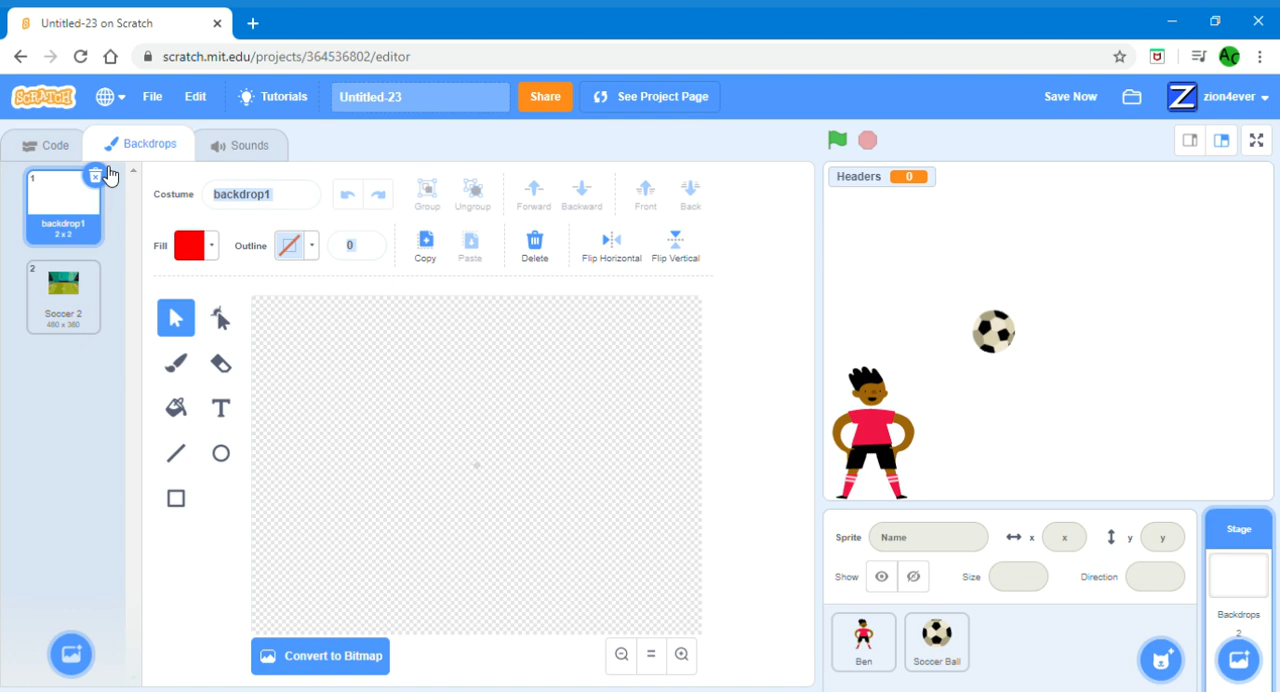 Untitled-23 on Scratch
scratch.mit.edu/projects/364536802/editor
SCRATCH
File
Edit
Tutorials
Untitled-23
Share
See Project Page
Save Now
zion4ever
Code
Backdrops
Sounds
1
backdrop1
2 x 2
2
Soccer 2
480 x 360
Costume
backdrop1
Group
Ungroup
Forward
Backward
Front
Back
Fill
Outline
0
Copy
Paste
Delete
Flip Horizontal
Flip Vertical
Convert to Bitmap
Headers 0
Sprite
Name
x
x
y
y
Show
Size
Direction
Ben
Soccer Ball
Stage
Backdrops
2